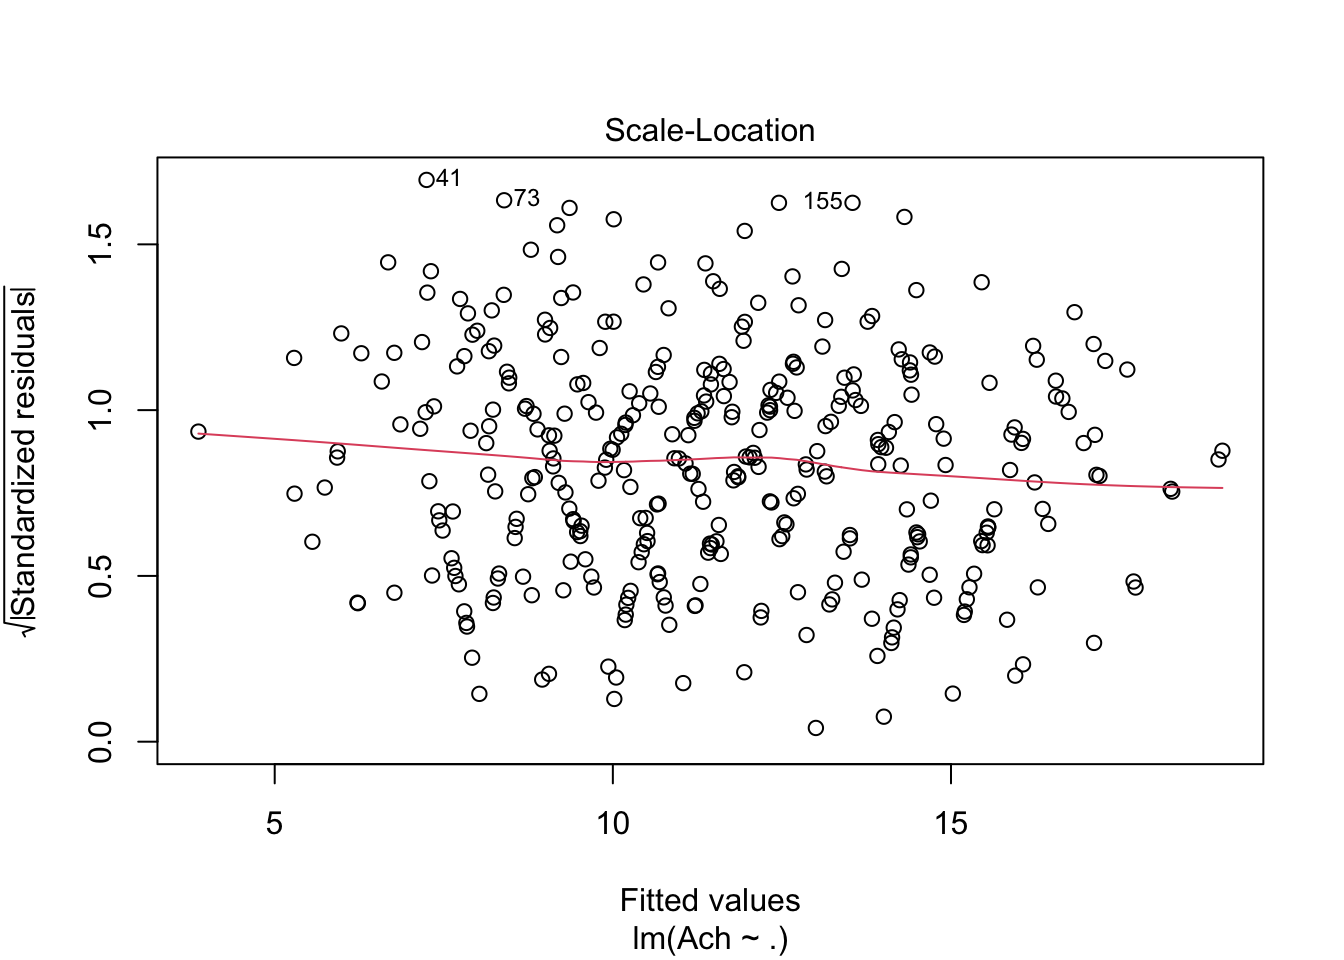 Scale-Location
41
73
155
√|Standardized residuals|
1.5
1.0
0.5
0.0
5 10 15
Fitted values
lm(Ach ~ .)